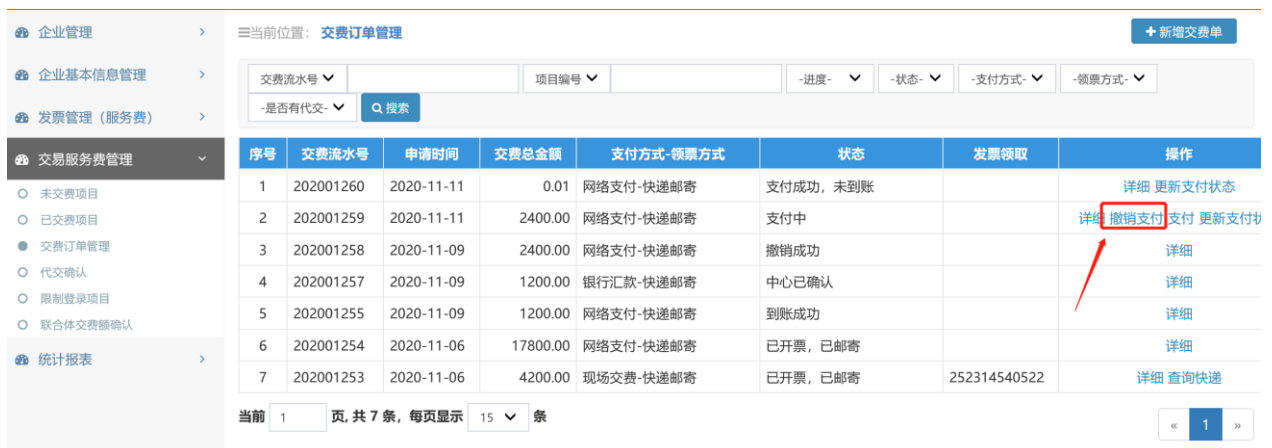 企业管理
企业基本信息管理
发票管理（服务费）
交易服务费管理
未交费项目
已交费项目
交费订单管理
代交确认
限制登录项目
联合体交费额确认
统计报表
当前位置： 交费订单管理
+ 新增交费单
交费流水号 项目编号 -进度- -状态- -支付方式- -领票方式-
-是否有代交- 搜索
序号 交费流水号 申请时间 交费总金额 支付方式-领票方式 状态 发票领取 操作
1 202001260 2020-11-11 0.01 网络支付-快递邮寄 支付成功，未到账 详细 更新支付状态
2 202001259 2020-11-11 2400.00 网络支付-快递邮寄 支付中 详细 撤销支付 支付 更新支付状
3 202001258 2020-11-09 2400.00 网络支付-快递邮寄 撤销成功 详细
4 202001257 2020-11-09 1200.00 银行汇款-快递邮寄 中心已确认 详细
5 202001255 2020-11-09 1200.00 网络支付-快递邮寄 到账成功 详细
6 202001254 2020-11-06 17800.00 网络支付-快递邮寄 已开票，已邮寄 详细
7 202001253 2020-11-06 4200.00 现场交费-快递邮寄 已开票，已邮寄 252314540522 详细 查询快递
当前 1 页, 共 7 条，每页显示 15 条
« 1 »